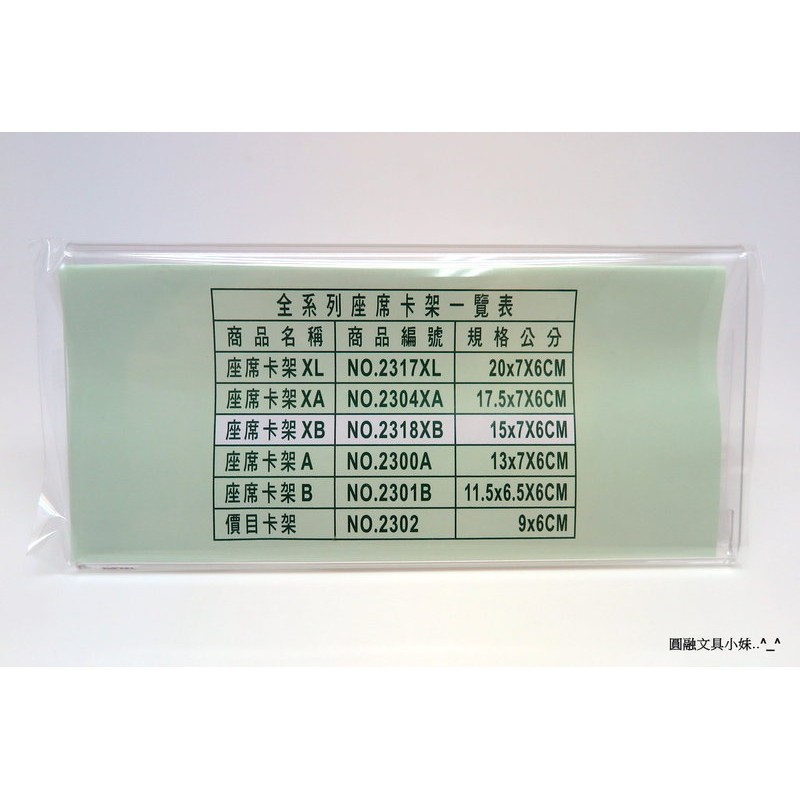 全系列座席卡架一覽表
商品名稱 商品編號 規格公分
座席卡架XL NO.2317XL 20x7X6CM
座席卡架XA NO.2304XA 17.5x7X6CM
座席卡架XB NO.2318XB 15x7X6CM
座席卡架A NO.2300A 13x7X6CM
座席卡架B NO.2301B 11.5x6.5X6CM
價目卡架 NO.2302 9x6CM
圓融文具小妹..^_^